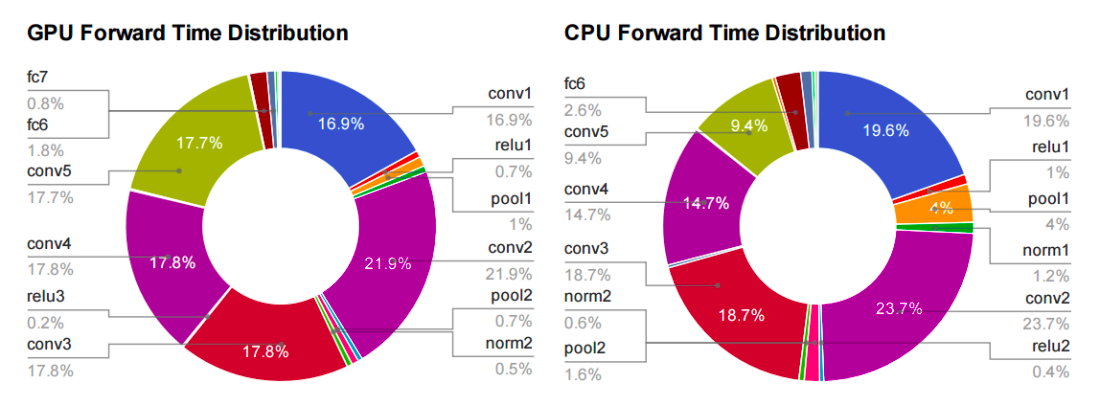 GPU Forward Time Distribution
fc7
0.8%
fc6
1.8%
conv5
17.7%
conv4
17.8%
relu3
0.2%
conv3
17.8%
16.9%
21.9%
17.8%
17.8%
17.7%
conv1
16.9%
relu1
0.7%
pool1
1%
conv2
21.9%
pool2
0.7%
norm2
0.5%
CPU Forward Time Distribution
fc6
2.6%
conv5
9.4%
conv4
14.7%
conv3
18.7%
norm2
0.6%
pool2
1.6%
19.6%
4%
23.7%
18.7%
14.7%
9.4%
conv1
19.6%
relu1
1%
pool1
4%
norm1
1.2%
conv2
23.7%
relu2
0.4%